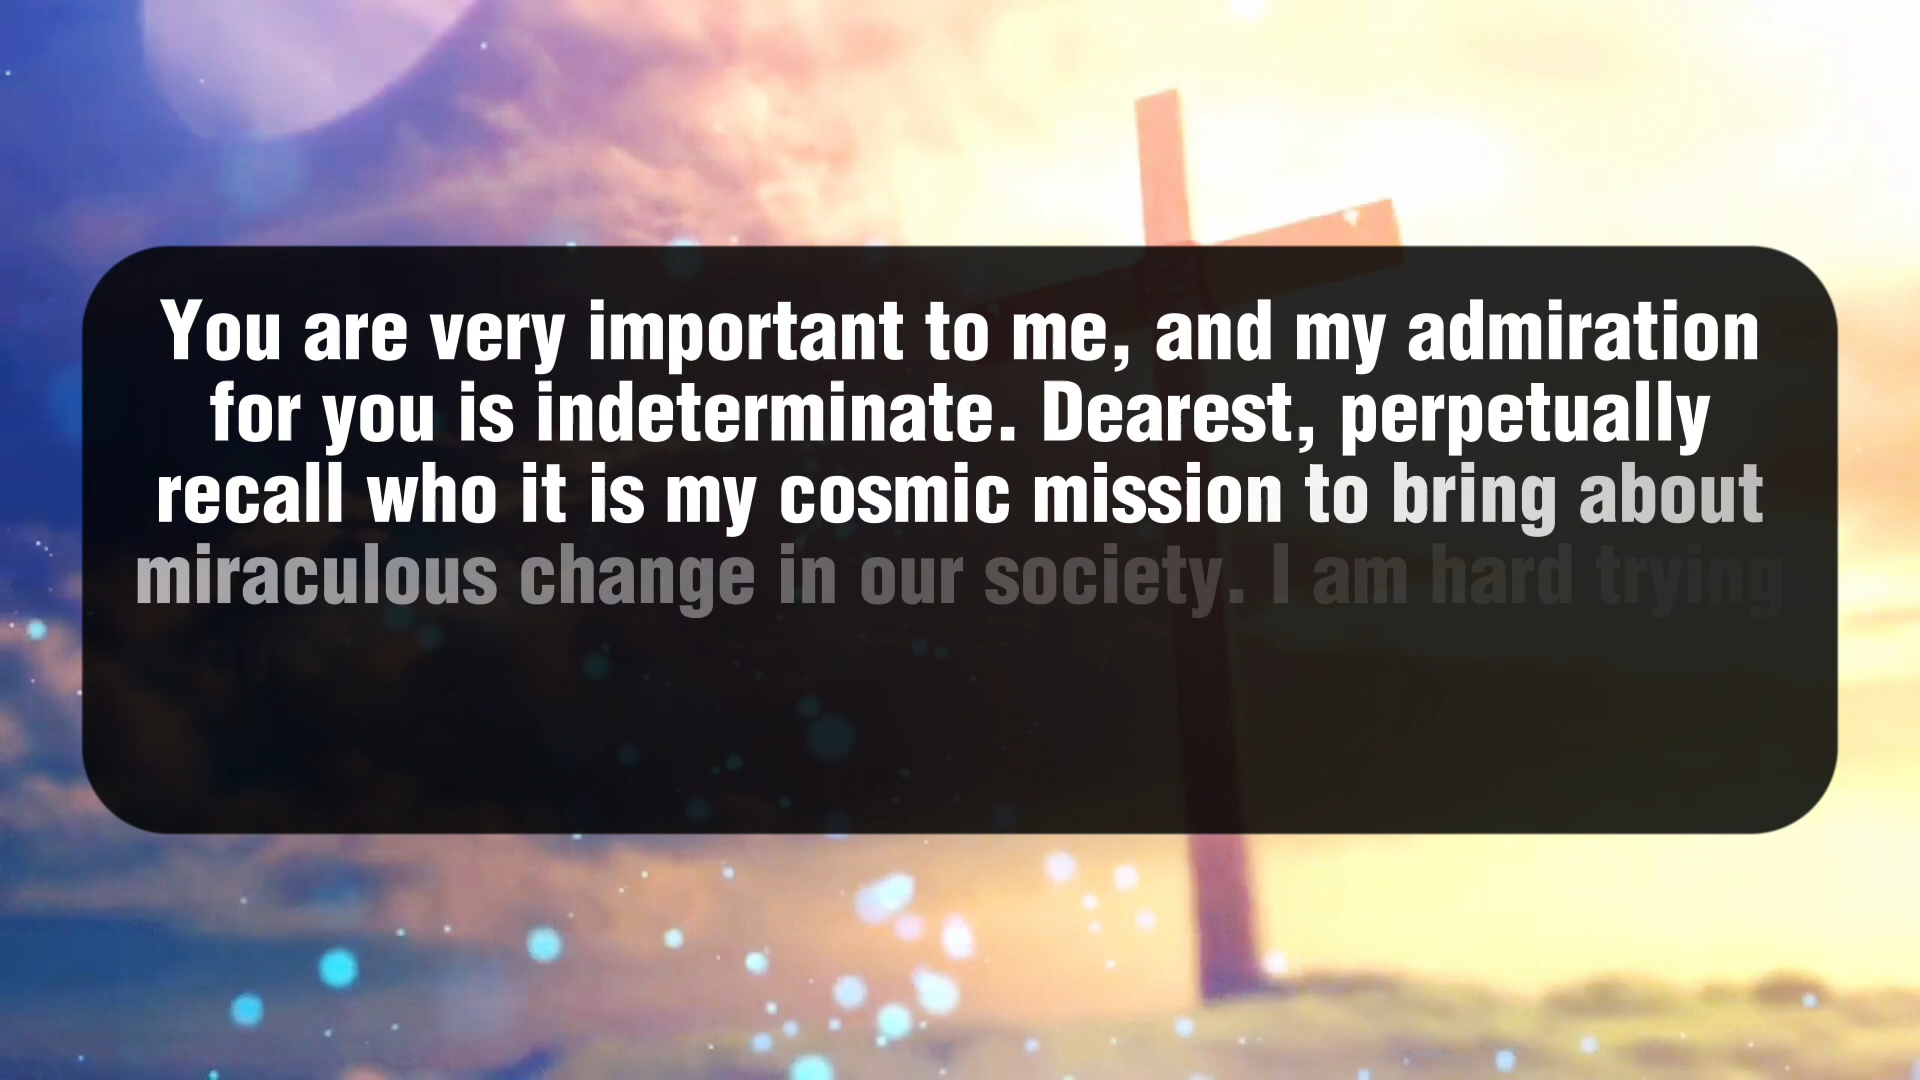 You are very important to me, and my admiration
for you is indeterminate. Dearest, perpetually
recall who it is my cosmic mission to bring about
miraculous change in our society. I am hard trying